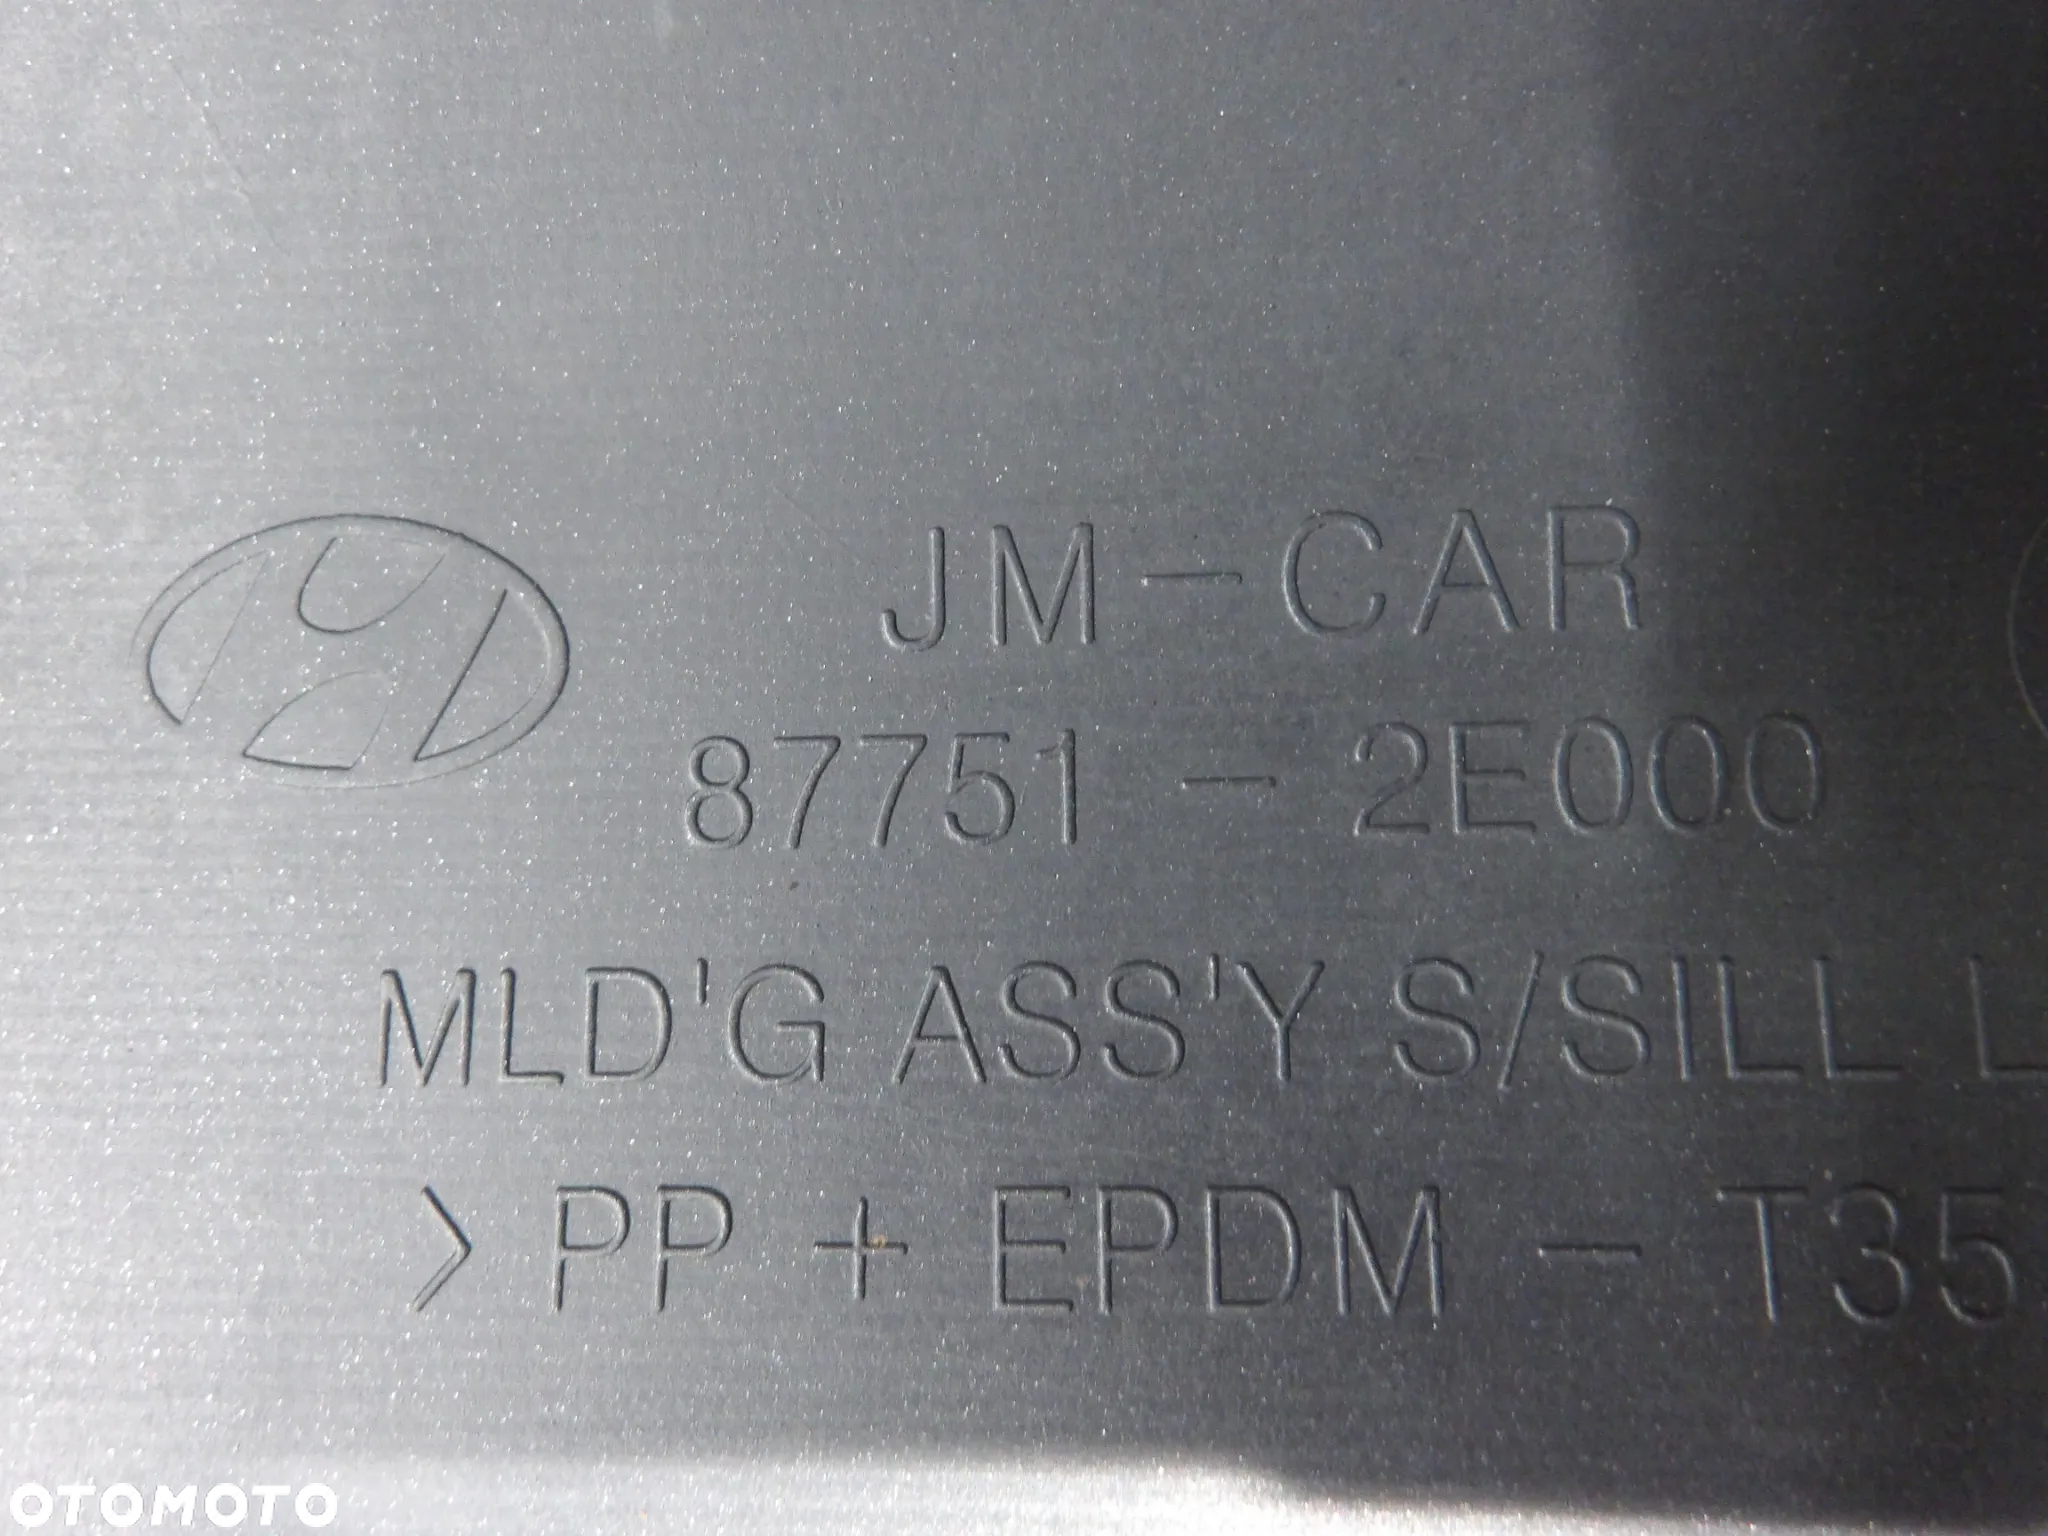 JM-CAR
87751 - 2E000
MLD'G ASS'Y S/SILL L
>PP + EPDM - T35
OTOMOTO